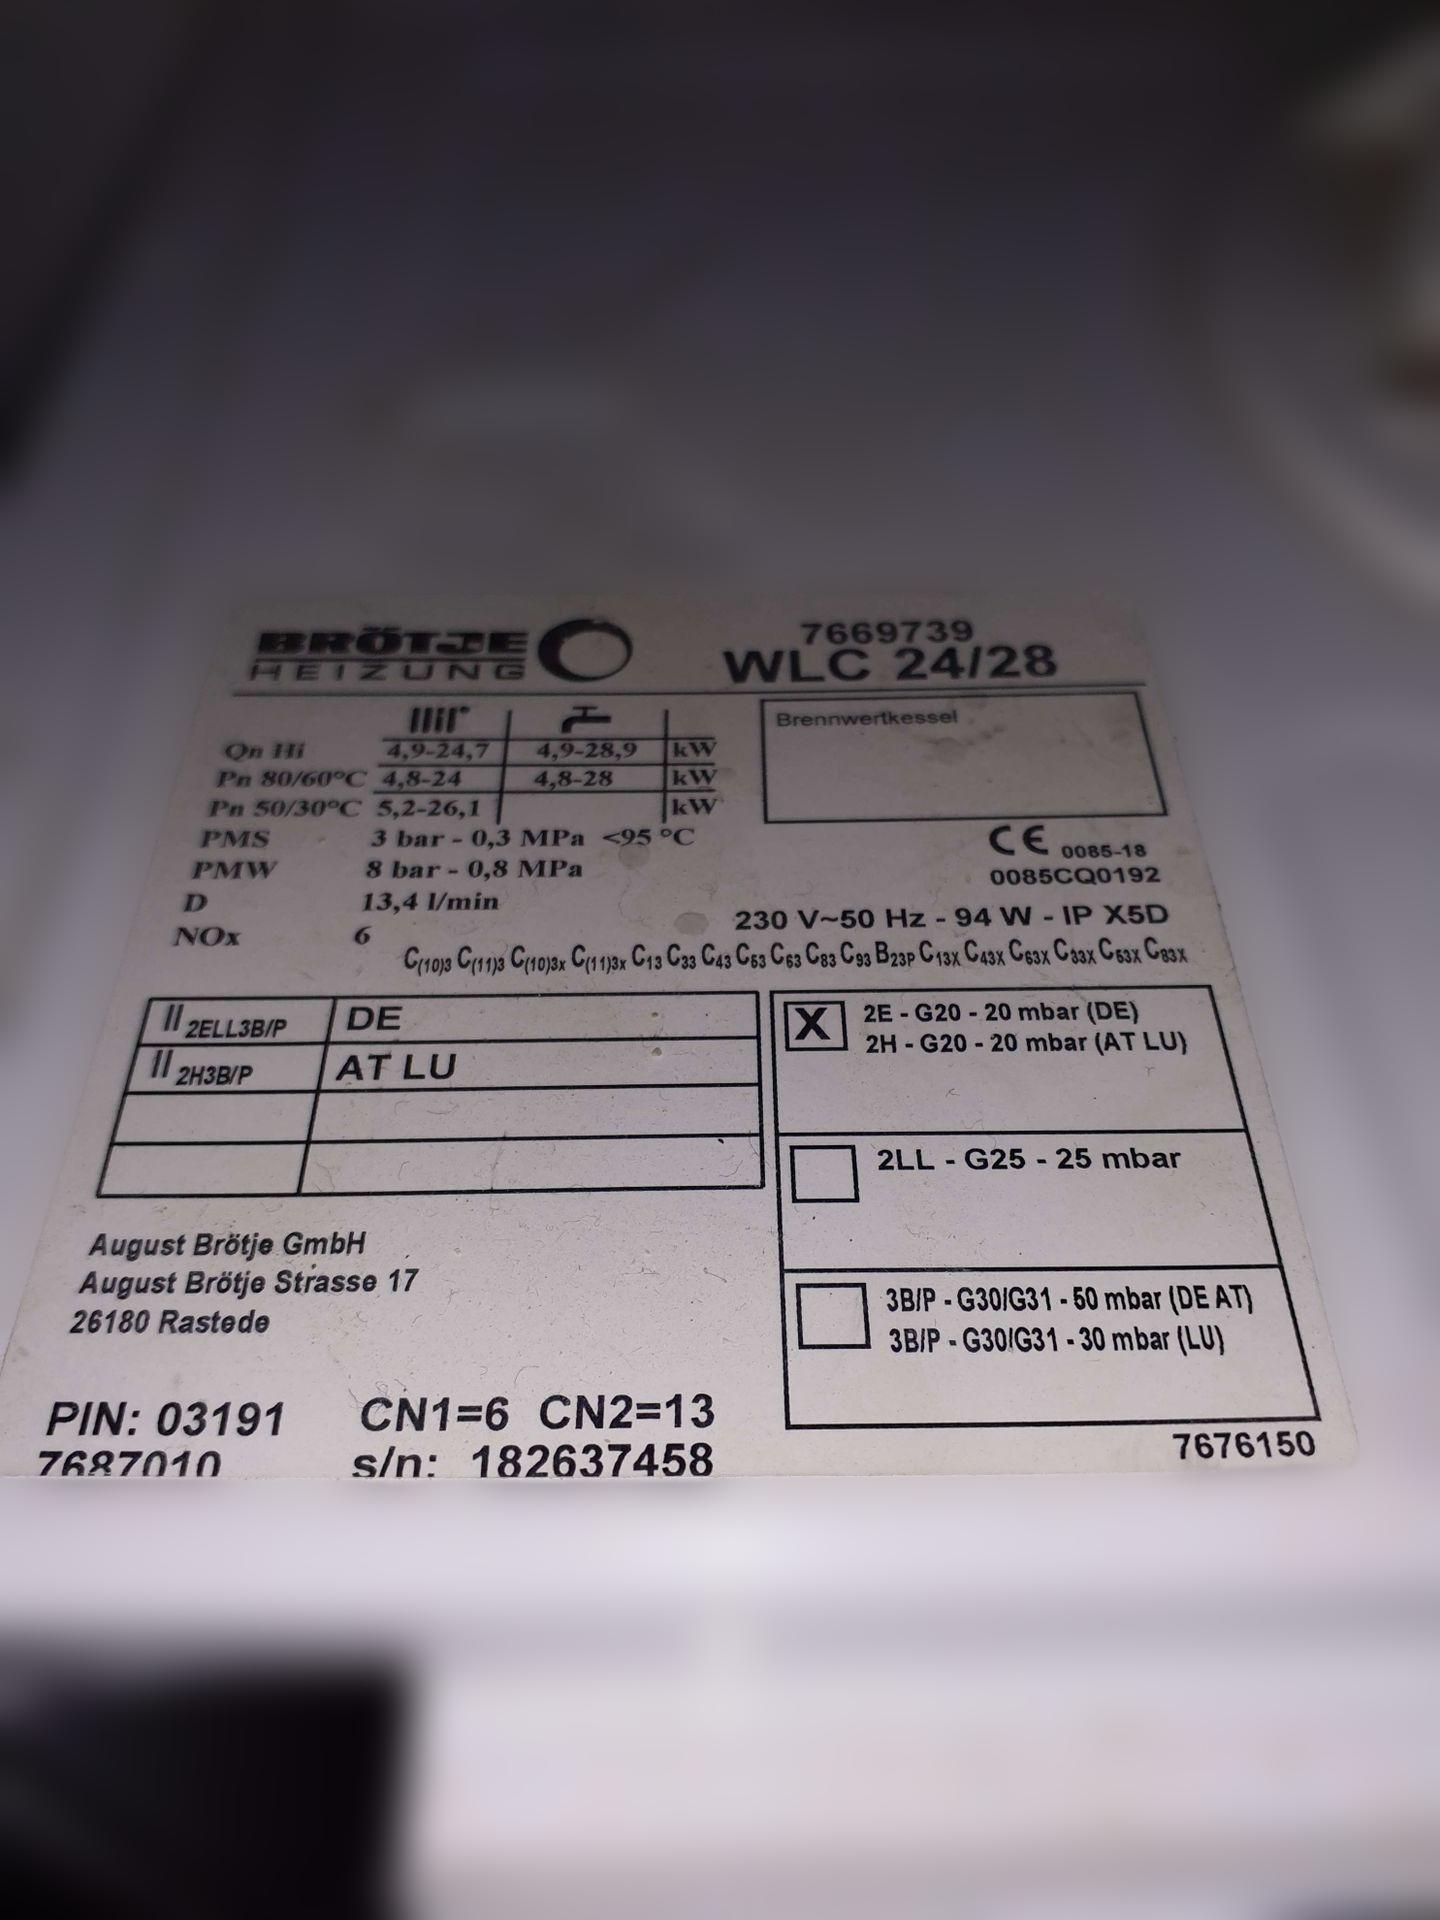 BRÖTJE
HEIZUNG
7669739
WLC 24/28
Brennwertkessel
Qn Hi 4,9-24,7 4,9-28,9 kW
Pn 80/60°C 4,8-24 4,8-28 kW
Pn 50/30°C 5,2-26,1 kW
PMS 3 bar - 0,3 MPa <95 °C
PMW 8 bar - 0,8 MPa
D 13,4 l/min
NOx 6
CE 0085-18
0085CQ0192
230 V~50 Hz - 94 W - IP X5D
C(10)3 C(11)3 C(10)3x C(11)3x C13 C33 C43 C53 C63 C83 C93 B23P C13X C43X C63X C33X C53X C83X
II 2ELL3B/P DE
II 2H3B/P AT LU
X 2E - G20 - 20 mbar (DE)
2H - G20 - 20 mbar (AT LU)
2LL - G25 - 25 mbar
3B/P - G30/G31 - 50 mbar (DE AT)
3B/P - G30/G31 - 30 mbar (LU)
August Brötje GmbH
August Brötje Strasse 17
26180 Rastede
PIN: 03191 CN1=6 CN2=13
7687010 s/n: 182637458
7676150